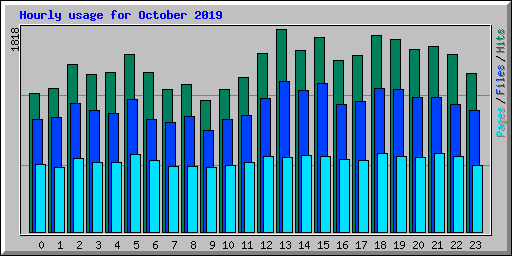 Hourly usage for October 2019
1818
Pages/Files/Hits
0 1 2 3 4 5 6 7 8 9 10 11 12 13 14 15 16 17 18 19 20 21 22 23